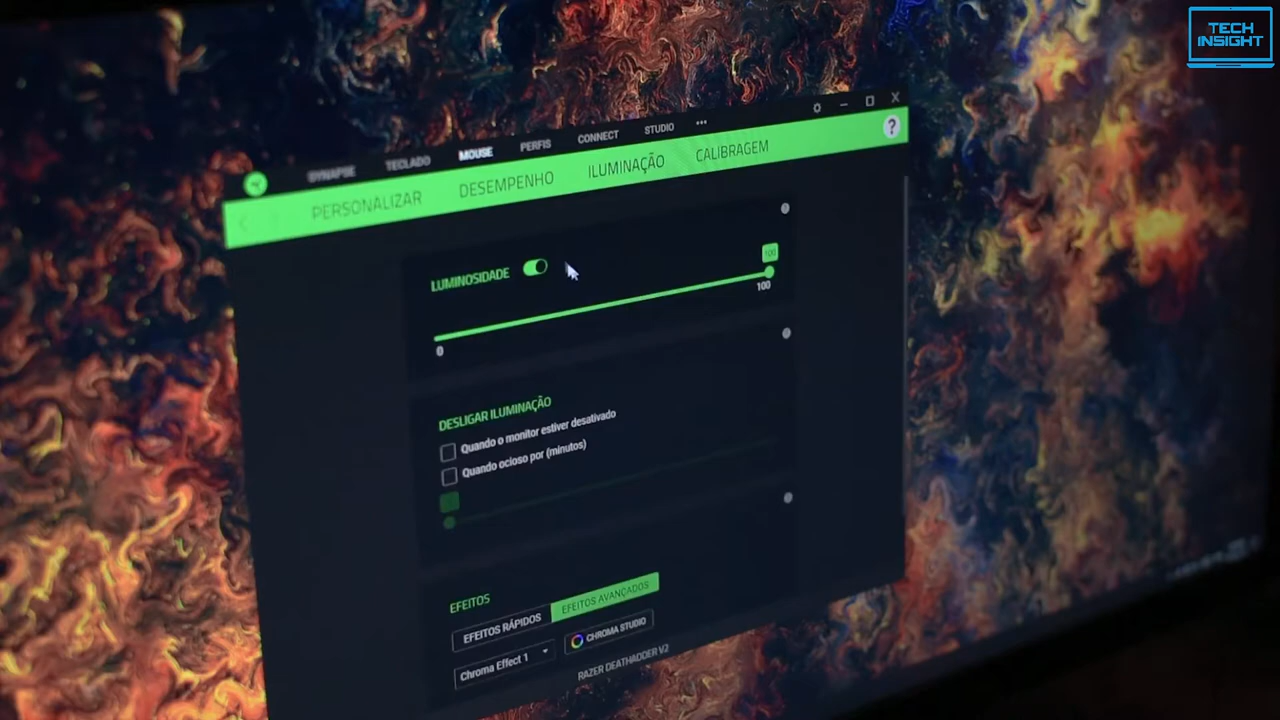 TECH
INSIGHT
SYNAPSE TECLADO MOUSE PERFIS CONNECT STUDIO
PERSONALIZAR DESEMPENHO ILUMINAÇÃO CALIBRAGEM
?
LUMINOSIDADE
100
0 100
DESLIGAR ILUMINAÇÃO
Quando o monitor estiver desativado
Quando ocioso por (minutos)
EFEITOS
EFEITOS RÁPIDOS EFEITOS AVANÇADOS
Chroma Effect 1 CHROMA STUDIO
RAZER DEATHADDER V2